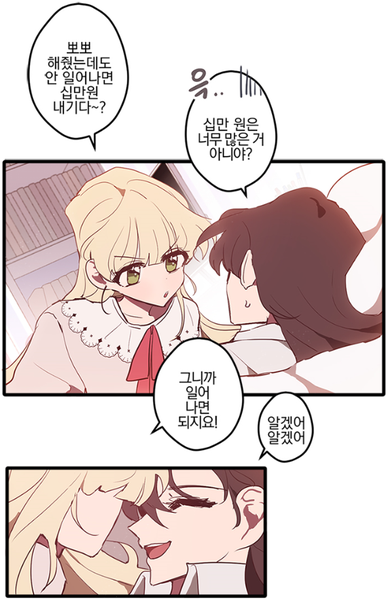 뽀뽀
해줬는데도
안 일어나면
십만원
내기다~?
윽..
십만 원은
너무 많은 거
아니야?
그니까
일어
나면
되지요!
알겠어
알겠어